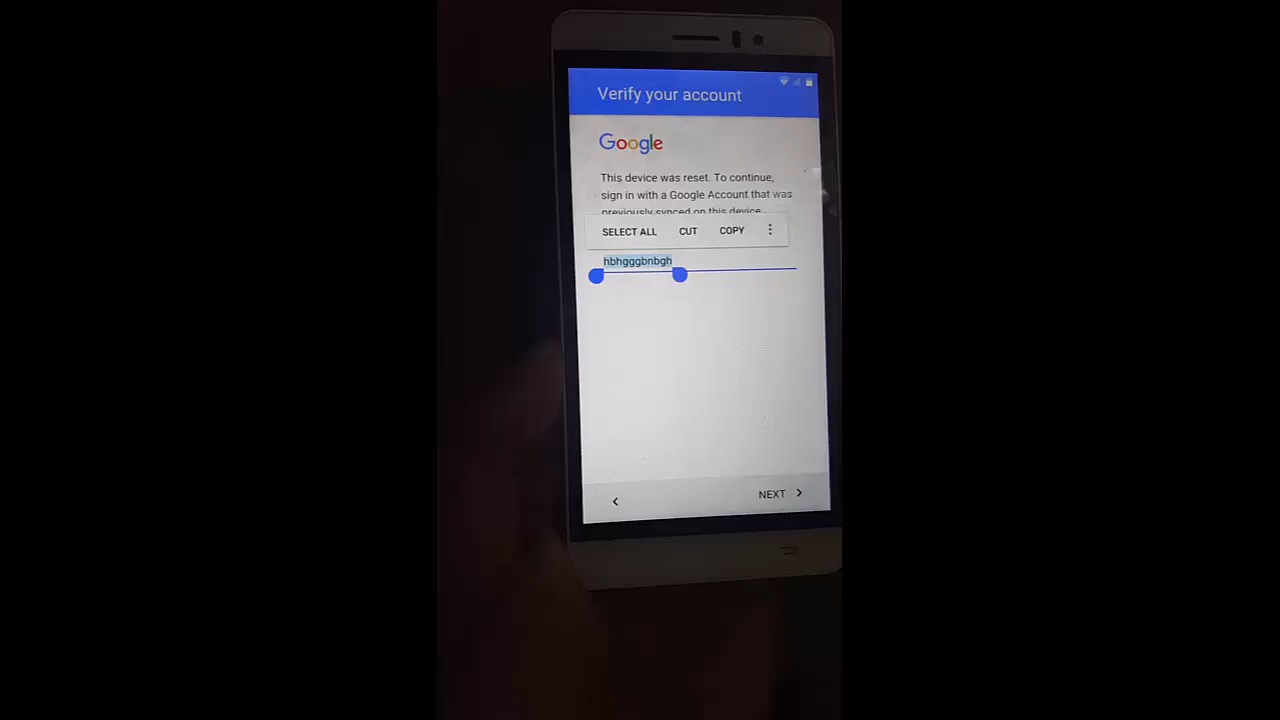 Verify your account
Google
This device was reset. To continue,
sign in with a Google Account that was
previously synced on this device.
SELECT ALL CUT COPY
hbhgggbnbgh
NEXT